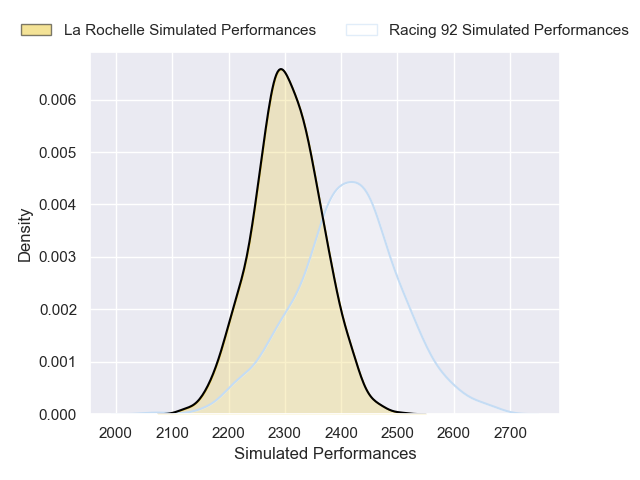 La Rochelle Simulated Performances Racing 92 Simulated Performances
0.006
0.005
0.004
0.003
0.002
0.001
0.000
Density
2000 2100 2200 2300 2400 2500 2600 2700
Simulated Performances